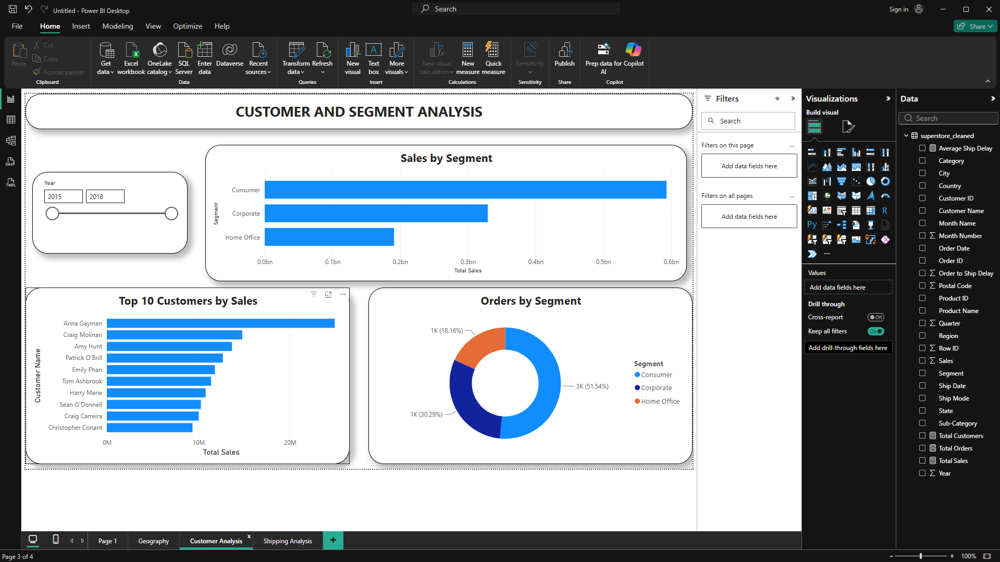 Untitled - Power BI Desktop
Search
Sign in
File
Home
Insert
Modeling
View
Optimize
Help
Share
Paste
Cut
Copy
Format painter
Clipboard
Get data
Excel workbook
OneLake catalog
SQL Server
Enter data
Dataverse
Recent sources
Data
Transform data
Refresh
Queries
New visual
Text box
More visuals
Insert
New visual calculation
New measure
Quick measure
Calculations
Sensitivity
Sensitivity
Publish
Share
Prep data for AI
Copilot
Copilot
DAX
TMDL
CUSTOMER AND SEGMENT ANALYSIS
Year
2015
2018
Sales by Segment
Segment
Consumer
Corporate
Home Office
0.0bn
0.1bn
0.2bn
0.3bn
0.4bn
0.5bn
0.6bn
Total Sales
Top 10 Customers by Sales
Customer Name
Anna Gayman
Craig Molinari
Amy Hunt
Patrick O'Brill
Emily Phan
Tom Ashbrook
Harry Marie
Sean O'Donnell
Craig Carreira
Christopher Conant
0M
10M
20M
Total Sales
Orders by Segment
1K (18.16%)
3K (51.54%)
1K (30.29%)
Segment
Consumer
Corporate
Home Office
Filters
Search
Filters on this page
...
Add data fields here
Filters on all pages
...
Add data fields here
Visualizations
Build visual
123
R
Py
...
Values
Add data fields here
Drill through
Cross-report
Off
Keep all filters
On
Add drill-through fields here
Data
Search
superstore_cleaned
Average Ship Delay
Category
City
Country
Customer ID
Customer Name
Month Name
Month Number
Order Date
Order ID
Order to Ship Delay
Postal Code
Product ID
Product Name
Quarter
Region
Row ID
Sales
Segment
Ship Date
Ship Mode
State
Sub-Category
Total Customers
Total Orders
Total Sales
Year
Page 1
Geography
Customer Analysis
x
Shipping Analysis
+
Page 3 of 4
-
+
100%